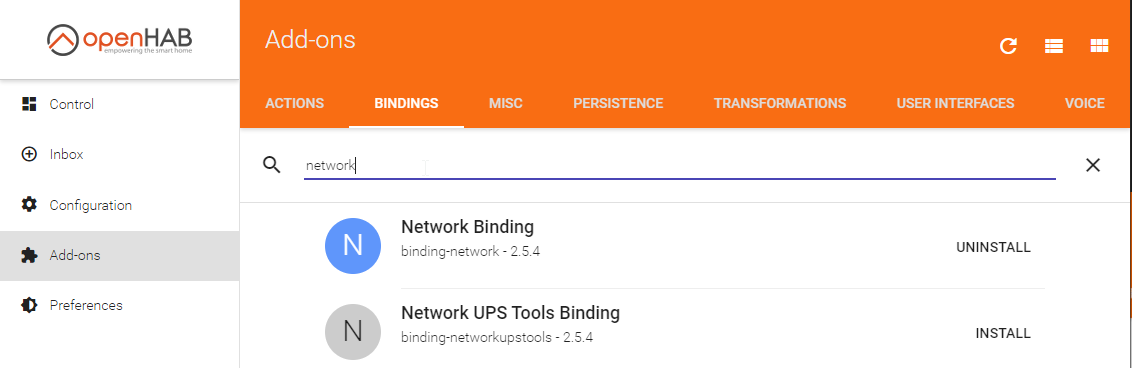 openHAB
empowering the smart home
Add-ons
ACTIONS BINDINGS MISC PERSISTENCE TRANSFORMATIONS USER INTERFACES VOICE
Control
Inbox
Configuration
Add-ons
Preferences
network
N
Network Binding
binding-network - 2.5.4
UNINSTALL
N
Network UPS Tools Binding
binding-networkupstools - 2.5.4
INSTALL